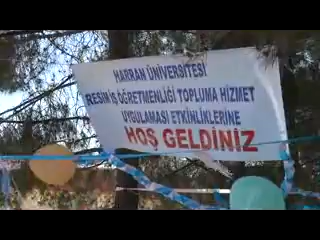 HARRAN ÜNİVERSİTESİ
RESİM İŞ ÖĞRETMENLİĞİ TOPLUMA HİZMET
UYGULAMASI ETKİNLİKLERİNE
HOŞ GELDİNİZ